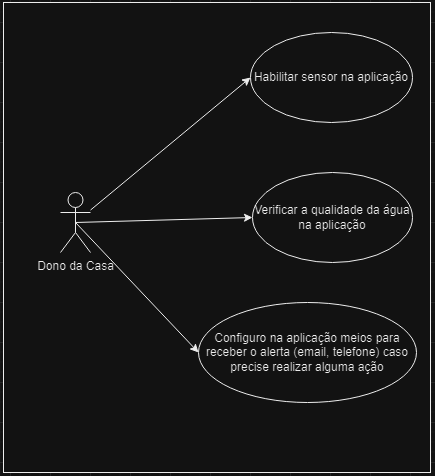 Habilitar sensor na aplicação
Verificar a qualidade da água
na aplicação
Dono da Casa
Configuro na aplicação meios para
receber o alerta (email, telefone) caso
precise realizar alguma ação